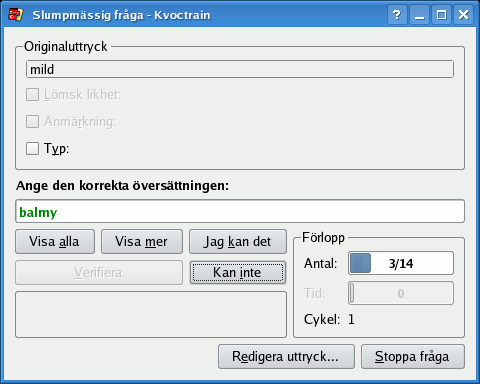 Slumpmässig fråga - Kvoctrain
Originaluttryck
mild
Lömsk likhet:
Anmärkning:
Typ:
Ange den korrekta översättningen:
balmy
Visa alla Visa mer Jag kan det
Verifiera Kan inte
Förlopp
Antal: 3/14
Tid: 0
Cykel: 1
Redigera uttryck... Stoppa fråga